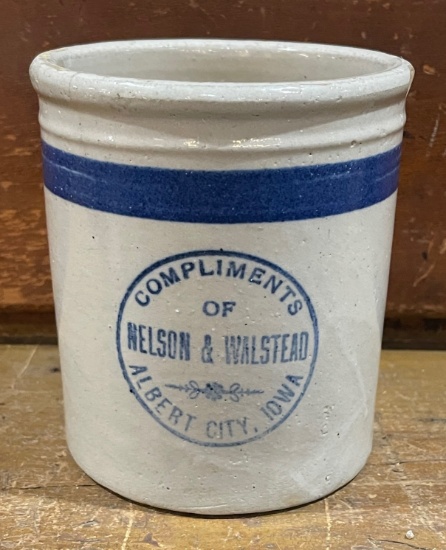 COMPLIMENTS
OF
NELSON & WALSTEAD
ALBERT CITY, IOWA